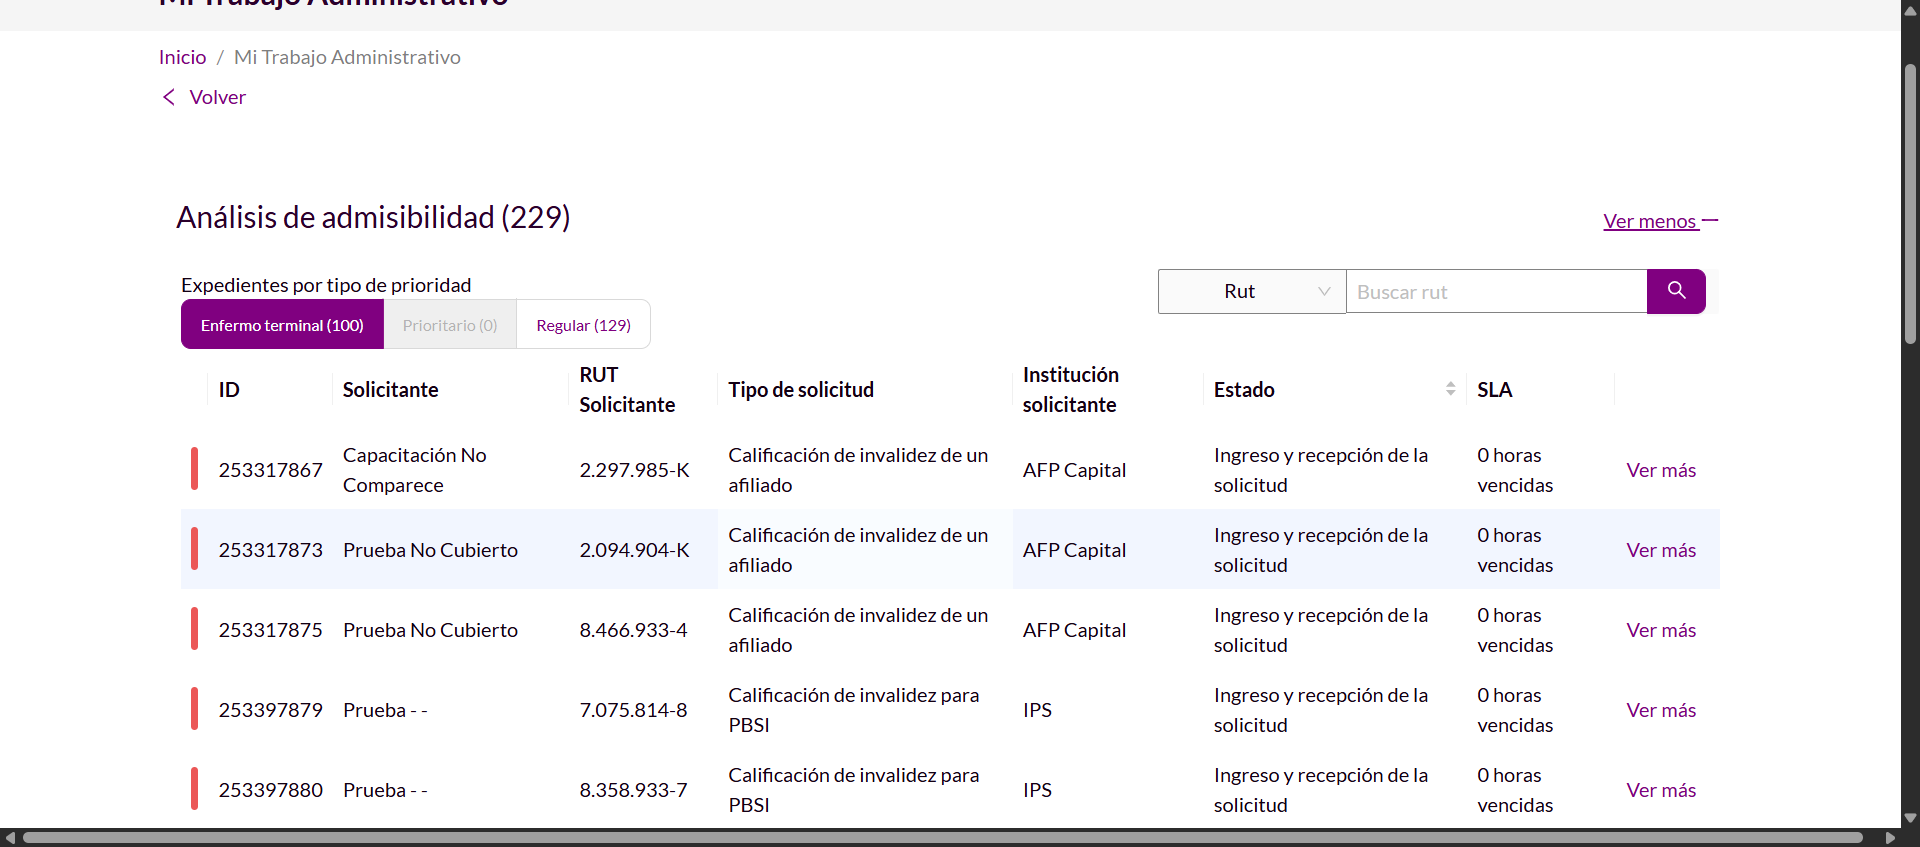 Mi Trabajo Administrativo
Inicio / Mi Trabajo Administrativo
Volver
Análisis de admisibilidad (229)
Ver menos
Expedientes por tipo de prioridad
Enfermo terminal (100) Prioritario (0) Regular (129)
Rut Buscar rut
ID Solicitante RUT Solicitante Tipo de solicitud Institución solicitante Estado SLA
253317867 Capacitación No Comparece 2.297.985-K Calificación de invalidez de un afiliado AFP Capital Ingreso y recepción de la solicitud 0 horas vencidas Ver más
253317873 Prueba No Cubierto 2.094.904-K Calificación de invalidez de un afiliado AFP Capital Ingreso y recepción de la solicitud 0 horas vencidas Ver más
253317875 Prueba No Cubierto 8.466.933-4 Calificación de invalidez de un afiliado AFP Capital Ingreso y recepción de la solicitud 0 horas vencidas Ver más
253397879 Prueba - - 7.075.814-8 Calificación de invalidez para PBSI IPS Ingreso y recepción de la solicitud 0 horas vencidas Ver más
253397880 Prueba - - 8.358.933-7 Calificación de invalidez para PBSI IPS Ingreso y recepción de la solicitud 0 horas vencidas Ver más